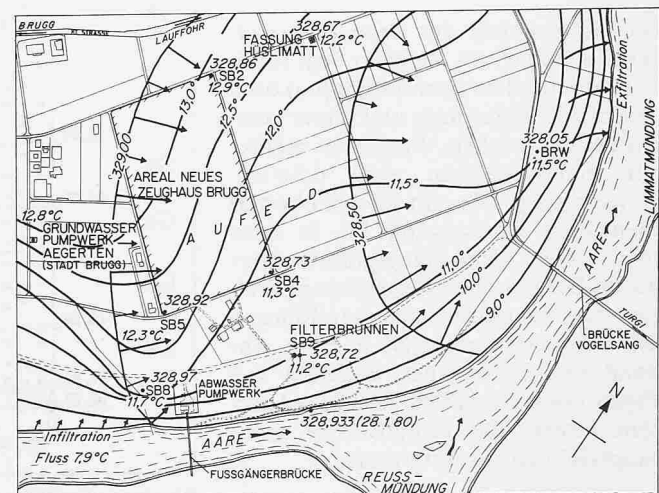 BRUGG
KT. STRASSE
LAUFFOHR
328,67
FASSUNG
HÜSLIMATT
12,2°C
328,86
SB2
12,9°C
13,0°
12,5°
12,0°
329,00
AREAL NEUES
ZEUGHAUS BRUGG
AUFELD
11,5°
328,50
328,05
BRW
11,5°C
Exfiltration
LIMMATMÜNDUNG
12,8°C
GRUNDWASSER
PUMPWERK
AEGERTEN
(STADT BRUGG)
328,73
SB4
11,3°C
11,0°
10,0°
9,0°
AARE
TURGI
328,92
SB5
12,3°C
FILTERBRUNNEN
SB9
328,72
11,2°C
BRÜCKE
VOGELSANG
328,97
SB8
11,7°C
ABWASSER
PUMPWERK
N
Infiltration
Fluss 7,9°C
AARE
328,933 (28.1.80)
FUSSGÄNGERBRÜCKE
REUSS-
MÜNDUNG